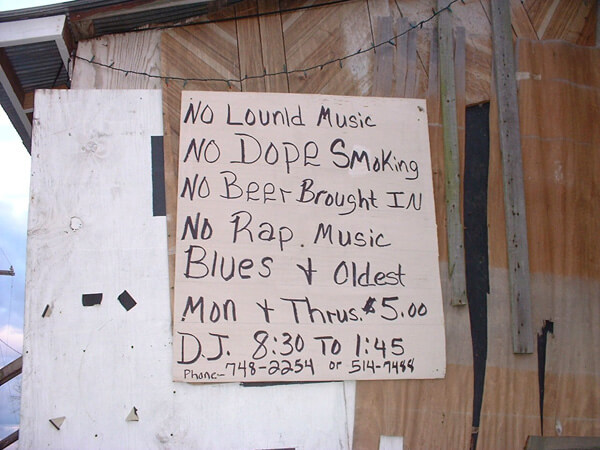 NO Lounld Music
NO DOPE SMoKing
NO Beer Brought IN
NO Rap. Music
Blues & Oldest
Mon & Thrus. $5.00
D.J. 8:30 TO 1:45
Phone- 748-2254 or 514-7488